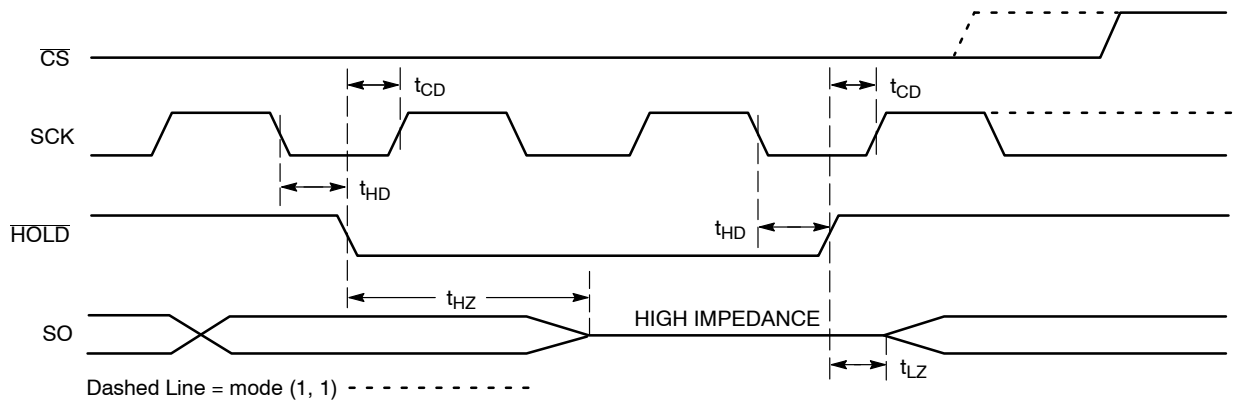 CS
tCD
tCD
SCK
tHD
HOLD
tHD
tHZ
HIGH IMPEDANCE
SO
tLZ
Dashed Line = mode (1, 1)